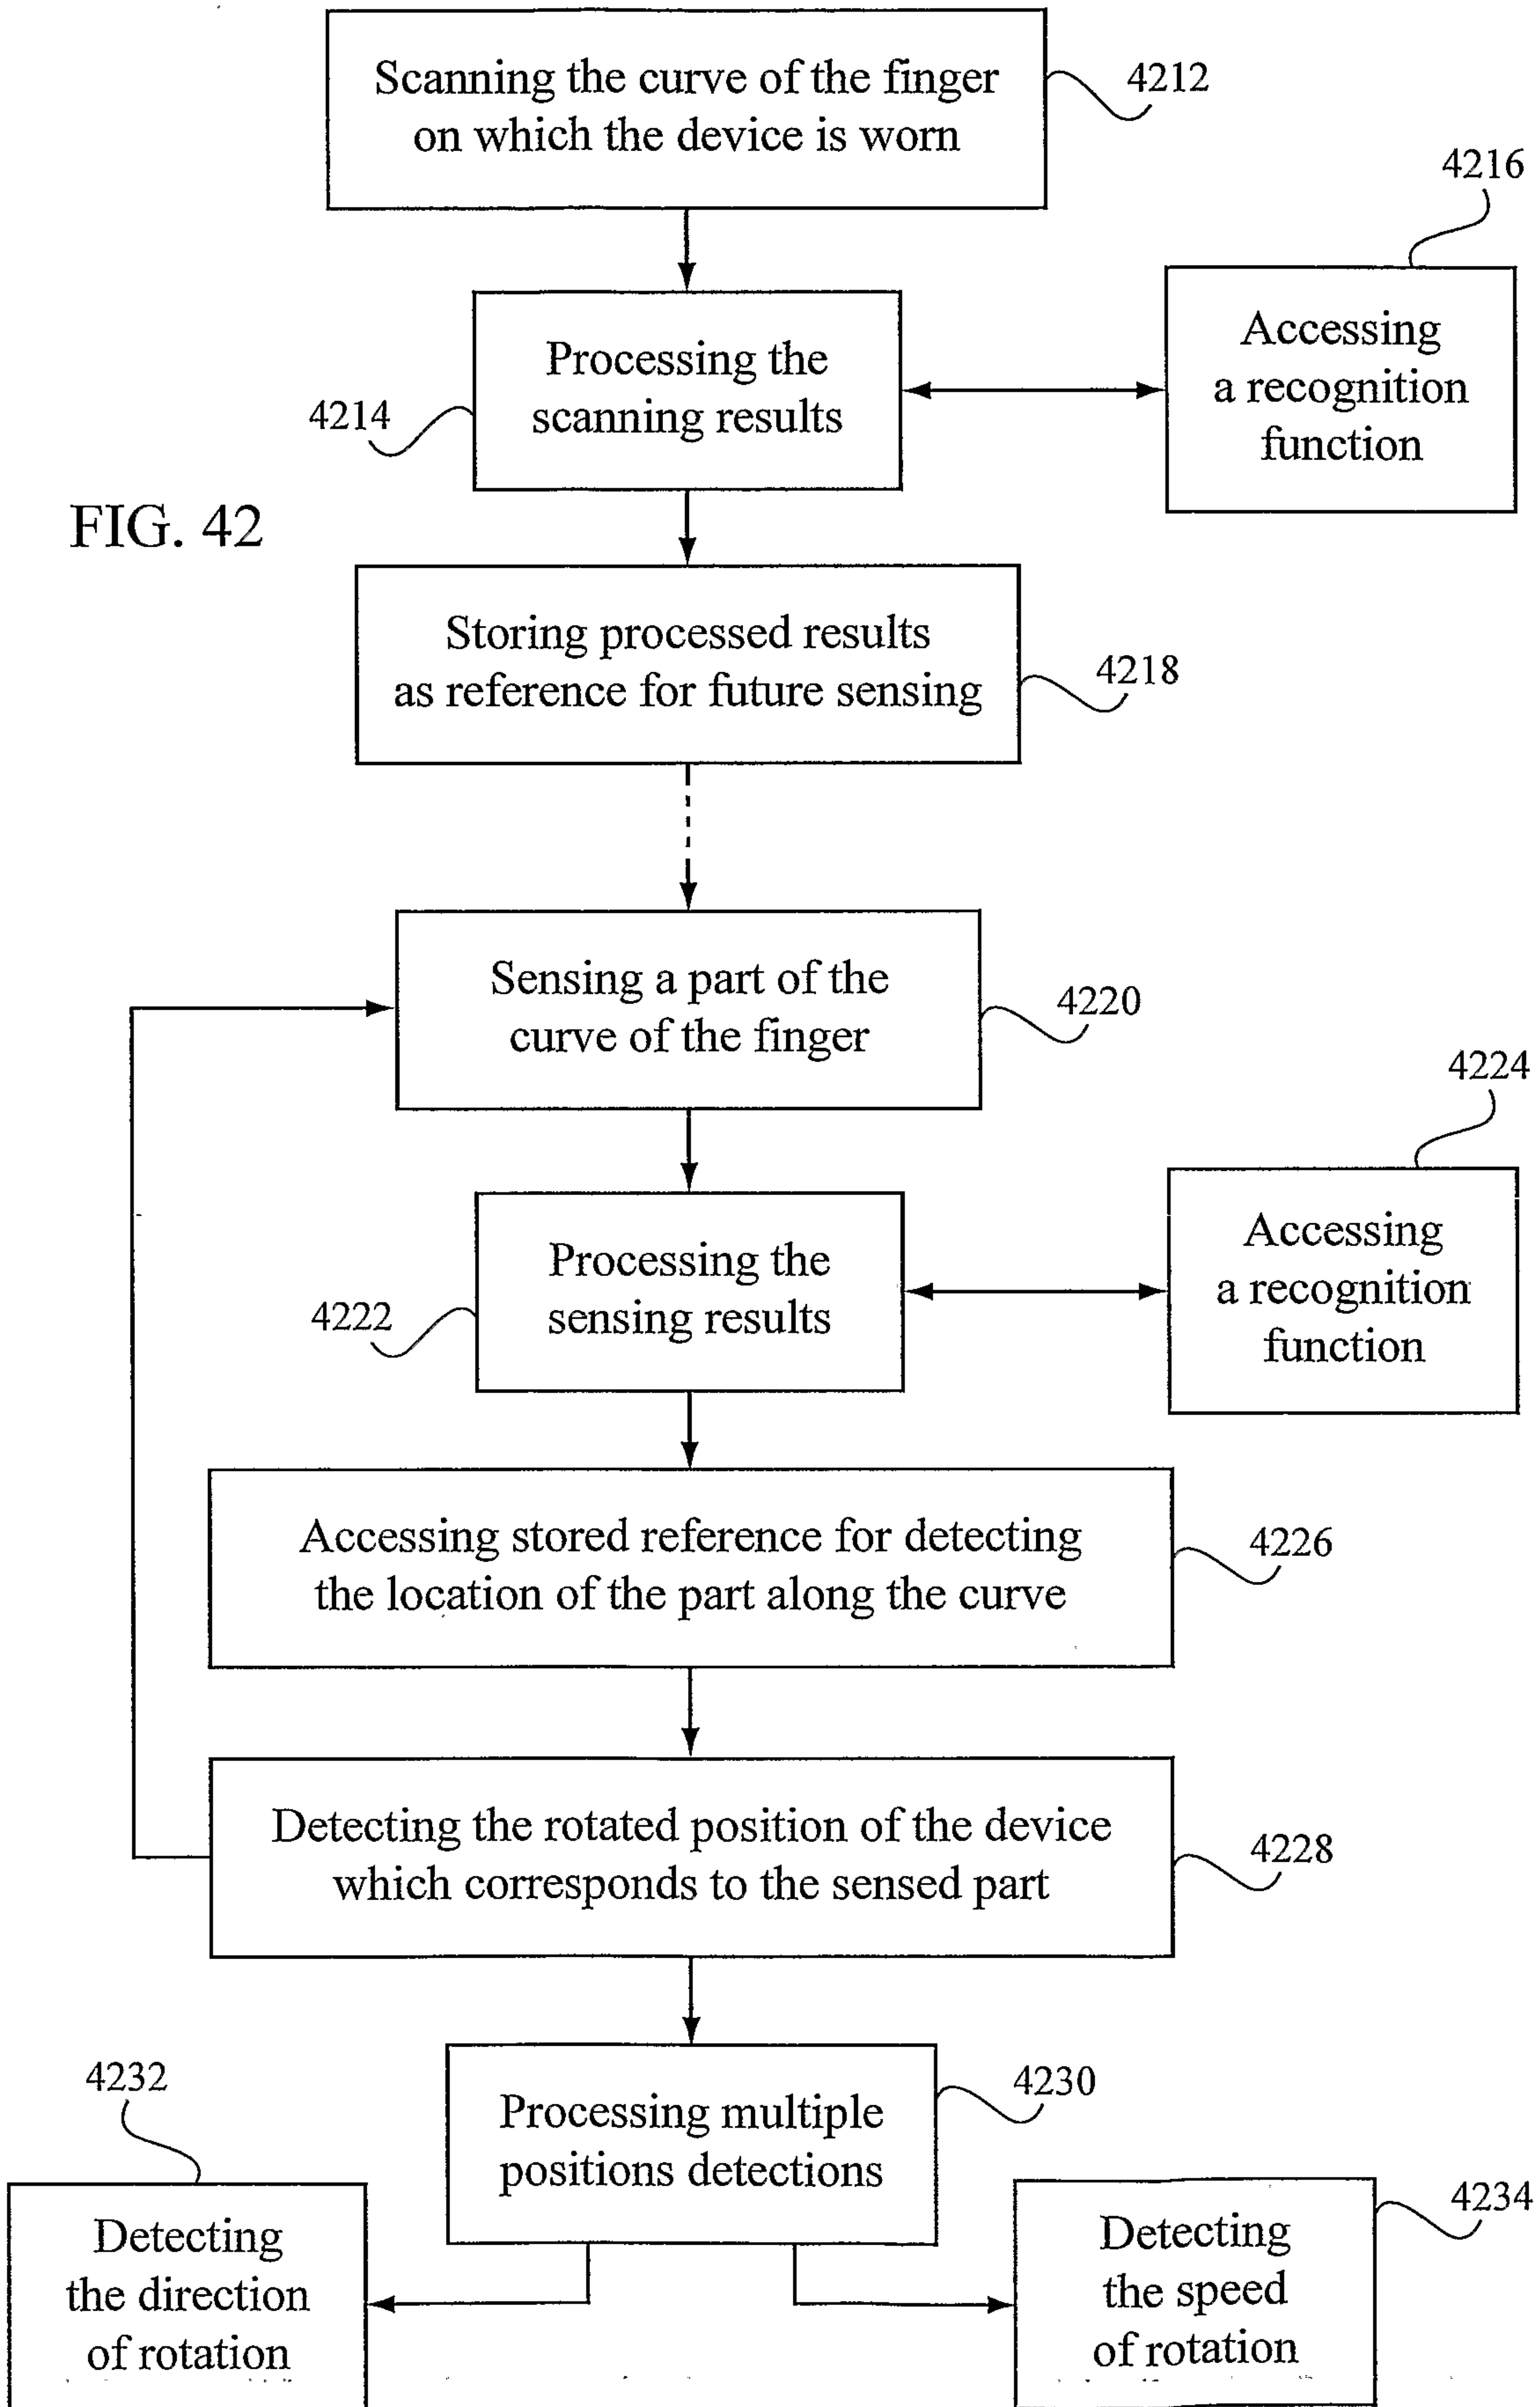 Scanning the curve of the finger
on which the device is worn
4212
4216
Processing the
scanning results
4214
Accessing
a recognition
function
FIG. 42
Storing processed results
as reference for future sensing
4218
Sensing a part of the
curve of the finger
4220
4224
Processing the
sensing results
4222
Accessing
a recognition
function
Accessing stored reference for detecting
the location of the part along the curve
4226
Detecting the rotated position of the device
which corresponds to the sensed part
4228
4232
Processing multiple
positions detections
4230
4234
Detecting
the direction
of rotation
Detecting
the speed
of rotation